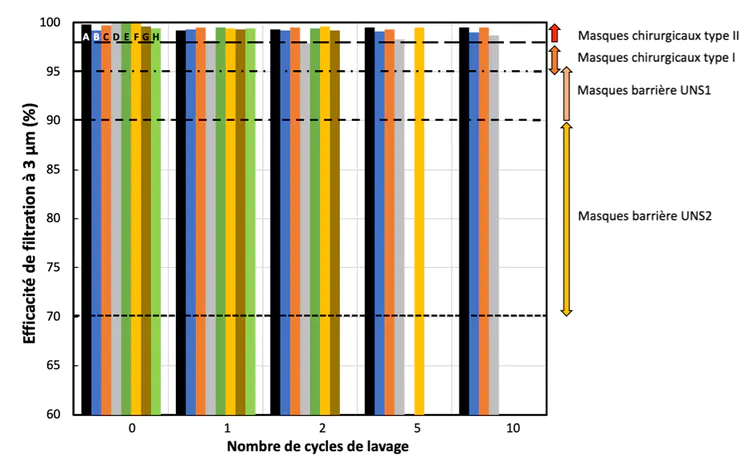 100
95
90
85
80
75
70
65
60
Efficacité de filtration à 3 µm (%)
A B C D E F G H
0 1 2 5 10
Nombre de cycles de lavage
Masques chirurgicaux type II
Masques chirurgicaux type I
Masques barrière UNS1
Masques barrière UNS2